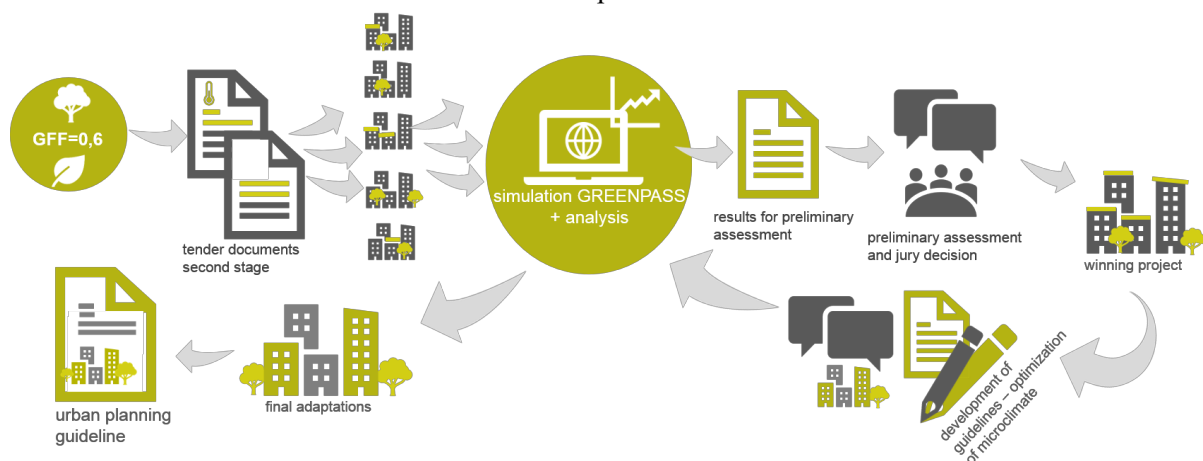 GFF=0,6
tender documents
second stage
simulation GREENPASS
+ analysis
results for preliminary
assessment
preliminary assessment
and jury decision
winning project
development of
guidelines – optimization
of microclimate
final adaptations
urban planning
guideline